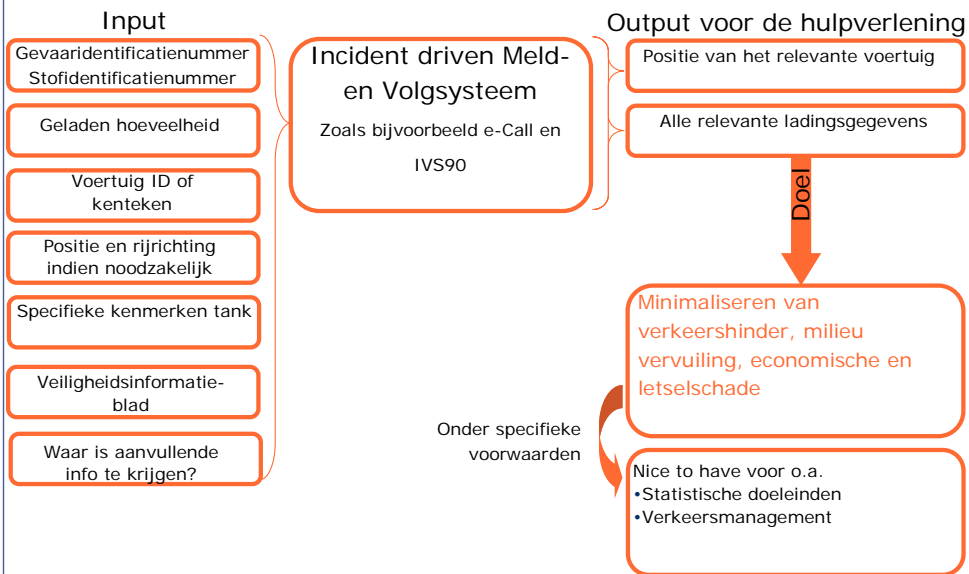 Input
Gevaaridentificatienummer
Stofidentificatienummer
Geladen hoeveelheid
Voertuig ID of
kenteken
Positie en rijrichting
indien noodzakelijk
Specifieke kenmerken tank
Veiligheidsinformatie-
blad
Waar is aanvullende
info te krijgen?
Incident driven Meld-
en Volgsysteem
Zoals bijvoorbeeld e-Call en
IVS90
Output voor de hulpverlening
Positie van het relevante voertuig
Alle relevante ladingsgegevens
Doel
Minimaliseren van
verkeershinder, milieu
vervuiling, economische en
letselschade
Onder specifieke
voorwaarden
Nice to have voor o.a.
•Statistische doeleinden
•Verkeersmanagement